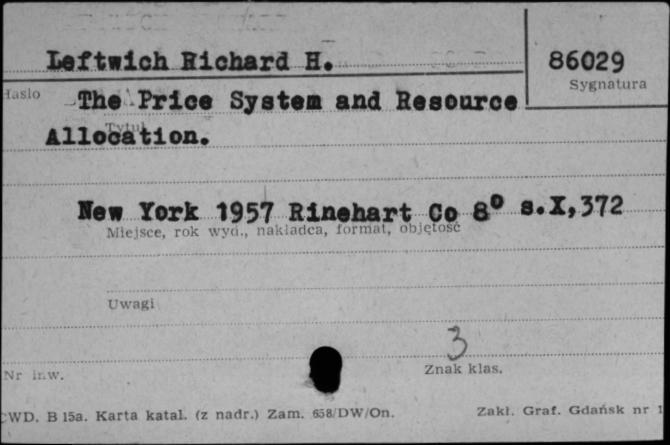 Leftwich Richard H.
86029
Sygnatura
Hasło
The Price System and Resource
Tytuł
Allocation.
New York 1957 Rinehart Co 8° s.X,372
Miejsce, rok wyd., nakładca, format, objętość
Uwagi
3
Nr inw.
Znak klas.
CWD. B 15a. Karta katal. (z nadr.) Zam. 658/DW/On.
Zakł. Graf. Gdańsk nr 1